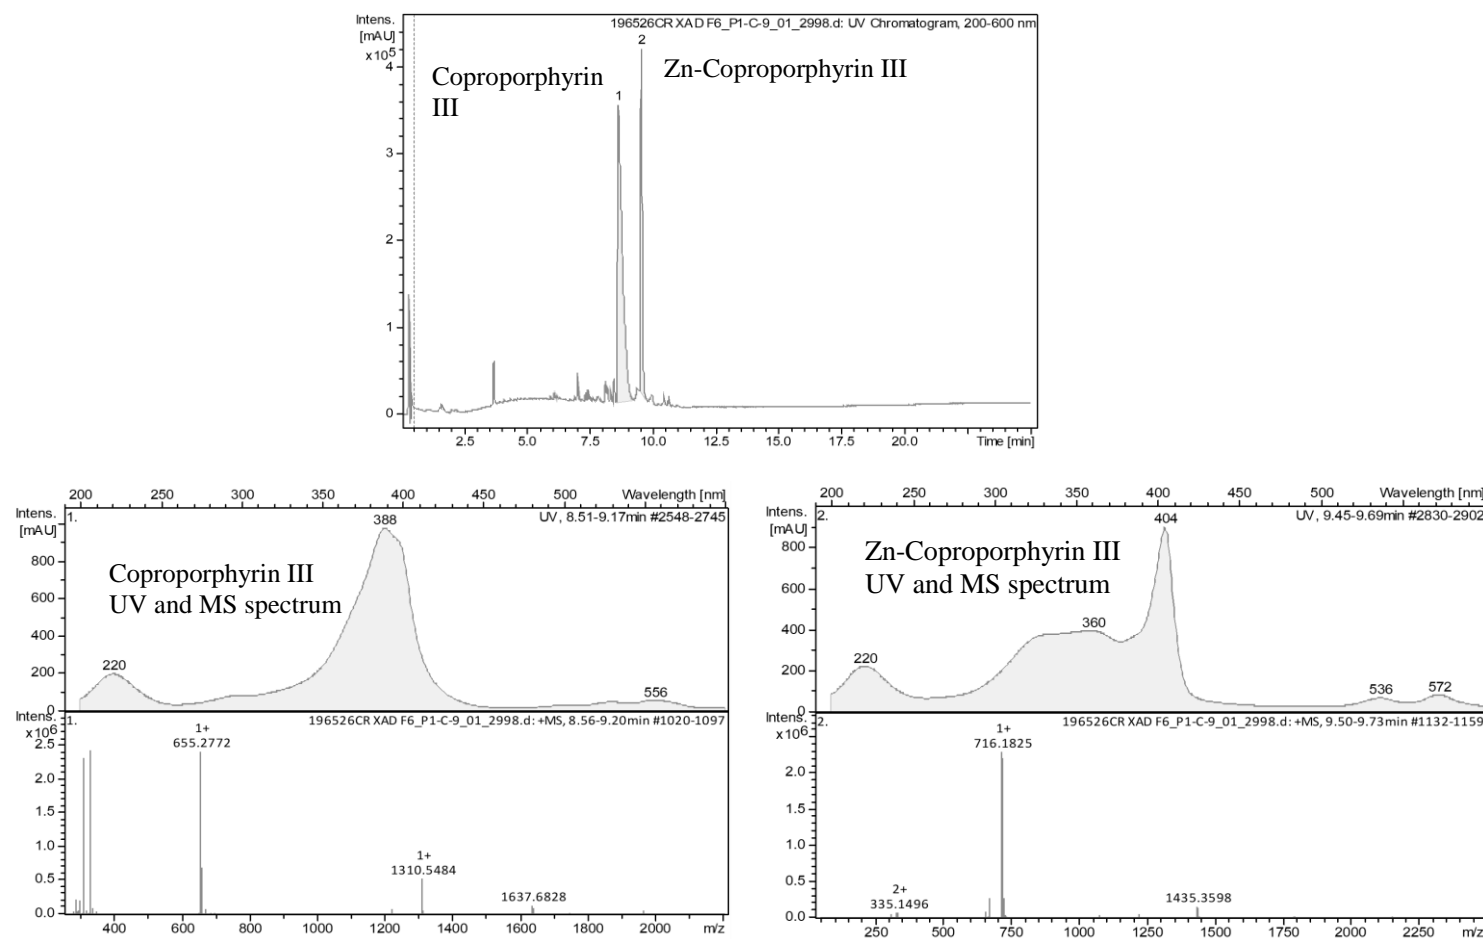 Intens.
[mAU]
x10⁵
196526CR XAD F6_P1-C-9_01_2998.d: UV Chromatogram, 200-600 nm
Coproporphyrin
III
Zn-Coproporphyrin III
1
2
4
3
2
1
0
2.5 5.0 7.5 10.0 12.5 15.0 17.5 20.0 Time [min]
200 250 300 350 400 450 500 Wavelength [nm]
Intens.
[mAU]
1.
UV, 8.51-9.17min #2548-2745
388
Coproporphyrin III
UV and MS spectrum
220
556
800
600
400
200
0
Intens.
x10⁶
1.
196526CR XAD F6_P1-C-9_01_2998.d: +MS, 8.56-9.20min #1020-1097
1+
655.2772
1+
1310.5484
1637.6828
2.5
2.0
1.5
1.0
0.5
0.0
400 600 800 1000 1200 1400 1600 1800 2000 m/z
200 250 300 350 400 450 500 Wavelength [nm]
Intens.
[mAU]
2.
UV, 9.45-9.69min #2830-2902
404
Zn-Coproporphyrin III
UV and MS spectrum
360
220
536
572
800
600
400
200
0
Intens.
x10⁶
2.
196526CR XAD F6_P1-C-9_01_2998.d: +MS, 9.50-9.73min #1132-1159
1+
716.1825
2+
335.1496
1435.3598
2.0
1.5
1.0
0.5
0.0
250 500 750 1000 1250 1500 1750 2000 2250 m/z